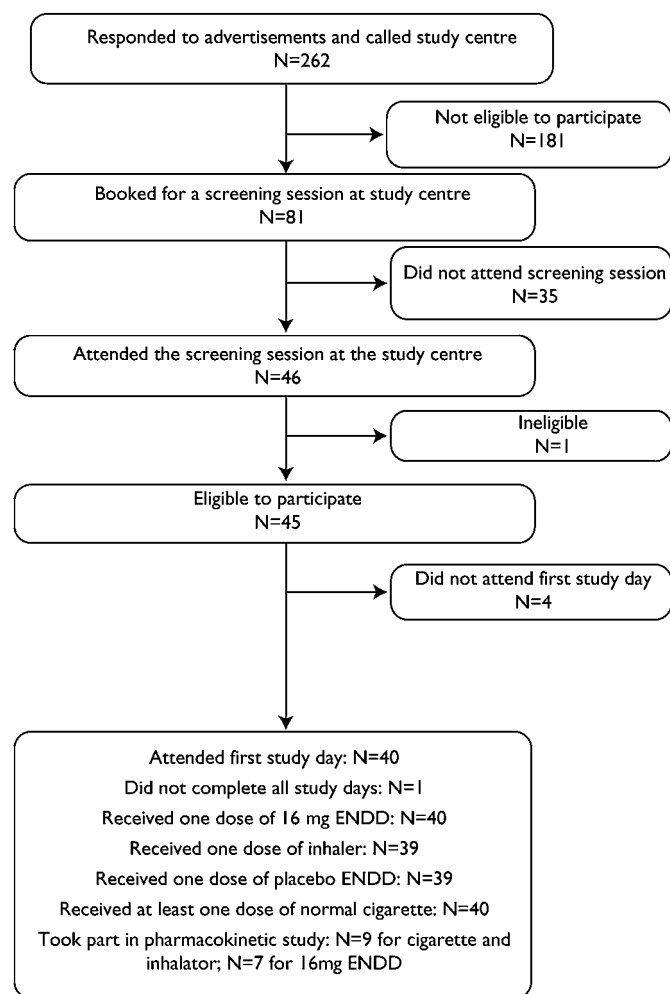 Responded to advertisements and called study centre
N=262
Not eligible to participate
N=181
Booked for a screening session at study centre
N=81
Did not attend screening session
N=35
Attended the screening session at the study centre
N=46
Ineligible
N=1
Eligible to participate
N=45
Did not attend first study day
N=4
Attended first study day: N=40
Did not complete all study days: N=1
Received one dose of 16 mg ENDD: N=40
Received one dose of inhaler: N=39
Received one dose of placebo ENDD: N=39
Received at least one dose of normal cigarette: N=40
Took part in pharmacokinetic study: N=9 for cigarette and
inhalator; N=7 for 16mg ENDD